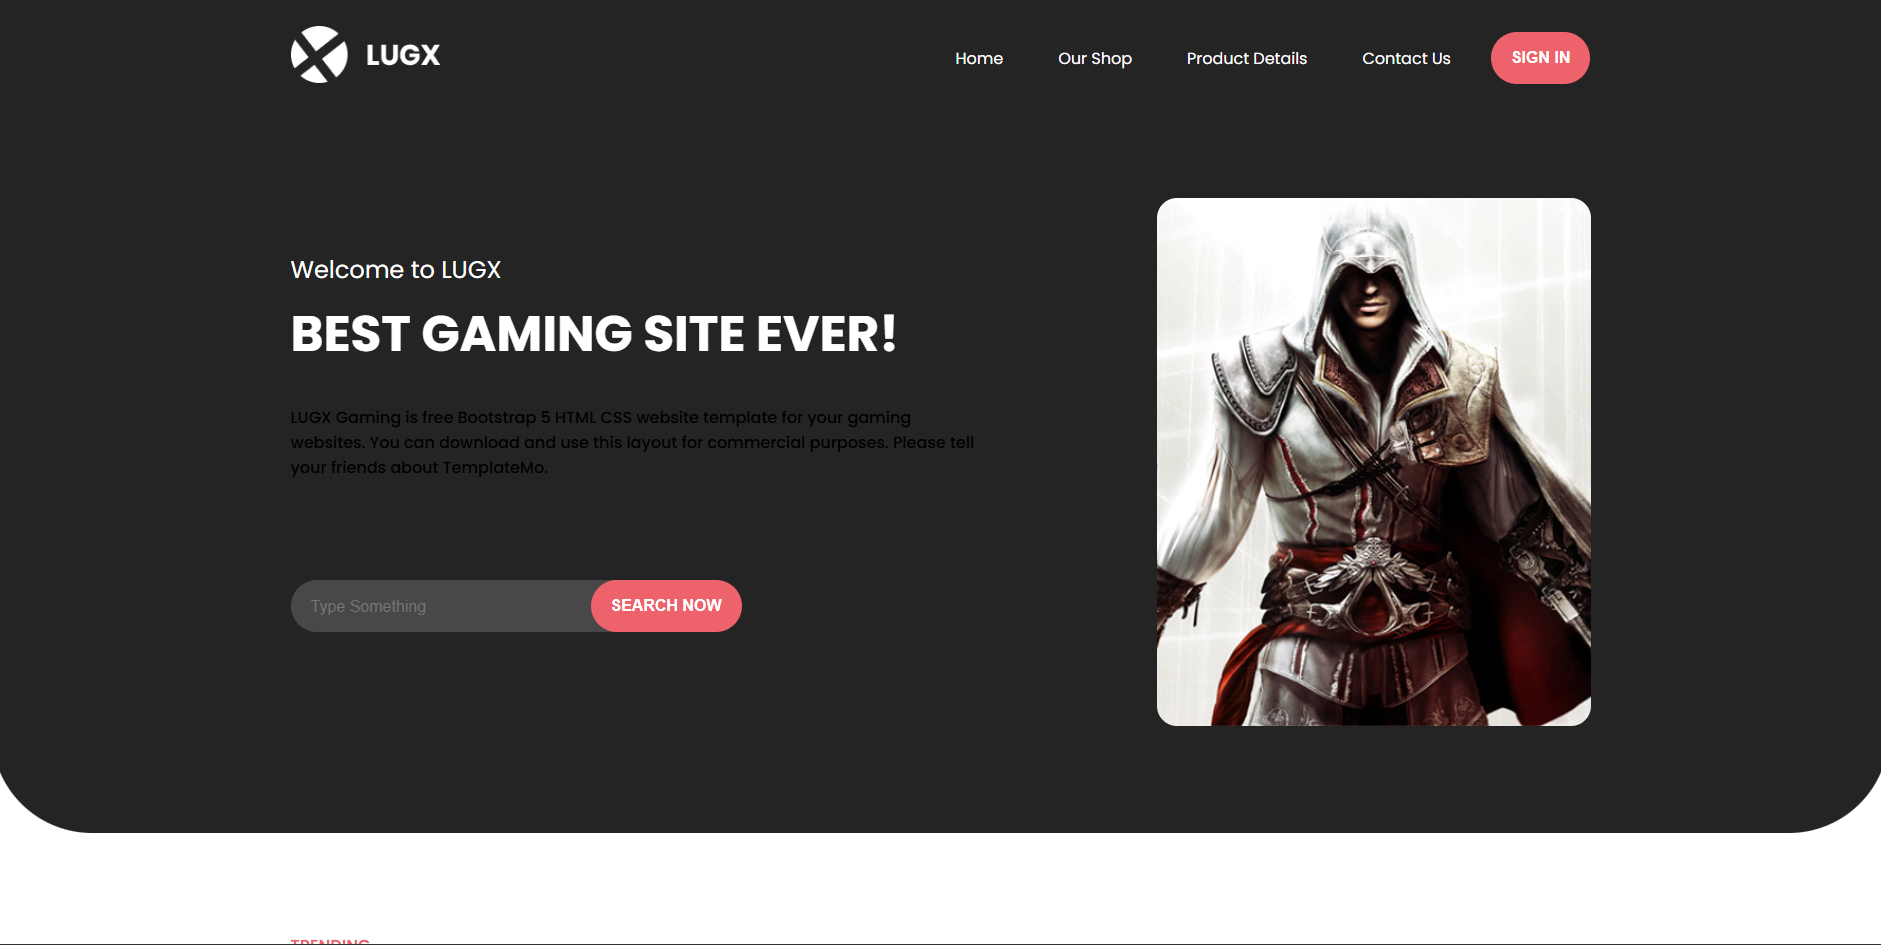 LUGX
Home
Our Shop
Product Details
Contact Us
SIGN IN
Welcome to LUGX
BEST GAMING SITE EVER!
LUGX Gaming is free Bootstrap 5 HTML CSS website template for your gaming
websites. You can download and use this layout for commercial purposes. Please tell
your friends about TemplateMo.
Type Something
SEARCH NOW
TRENDING